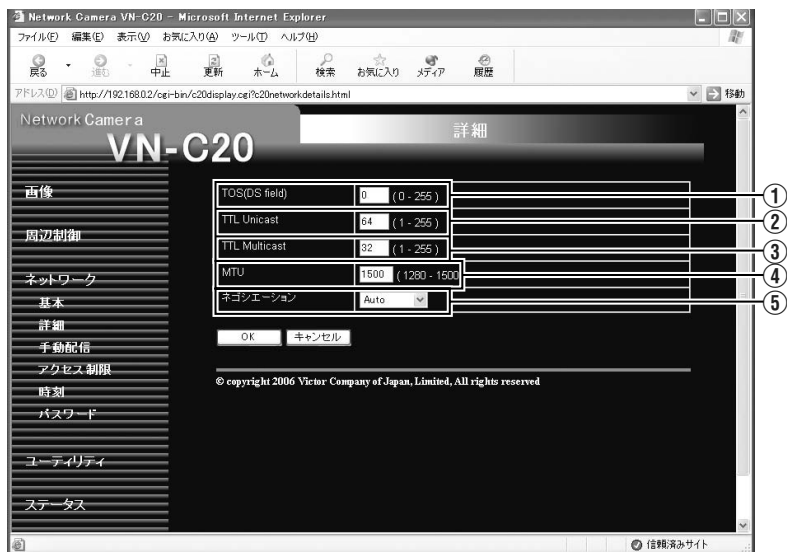 Network Camera VN-C20 - Microsoft Internet Explorer
ファイル(F) 編集(E) 表示(V) お気に入り(A) ツール(T) ヘルプ(H)
戻る 進む 中止 更新 ホーム 検索 お気に入り メディア 履歴
アドレス(D) http://192.168.0.2/cgi-bin/c20display.cgi?c20networkdetails.html 移動
Network Camera
VN-C20
詳細
画像
周辺制御
ネットワーク
基本
詳細
手動配信
アクセス制限
時刻
パスワード
ユーティリティ
ステータス
TOS(DS field) 0 (0 - 255) ①
TTL Unicast 64 (1 - 255) ②
TTL Multicast 32 (1 - 255) ③
MTU 1500 (1280 - 1500 ④
ネゴシエーション Auto ⑤
OK キャンセル
© copyright 2006 Victor Company of Japan, Limited, All rights reserved
信頼済みサイト